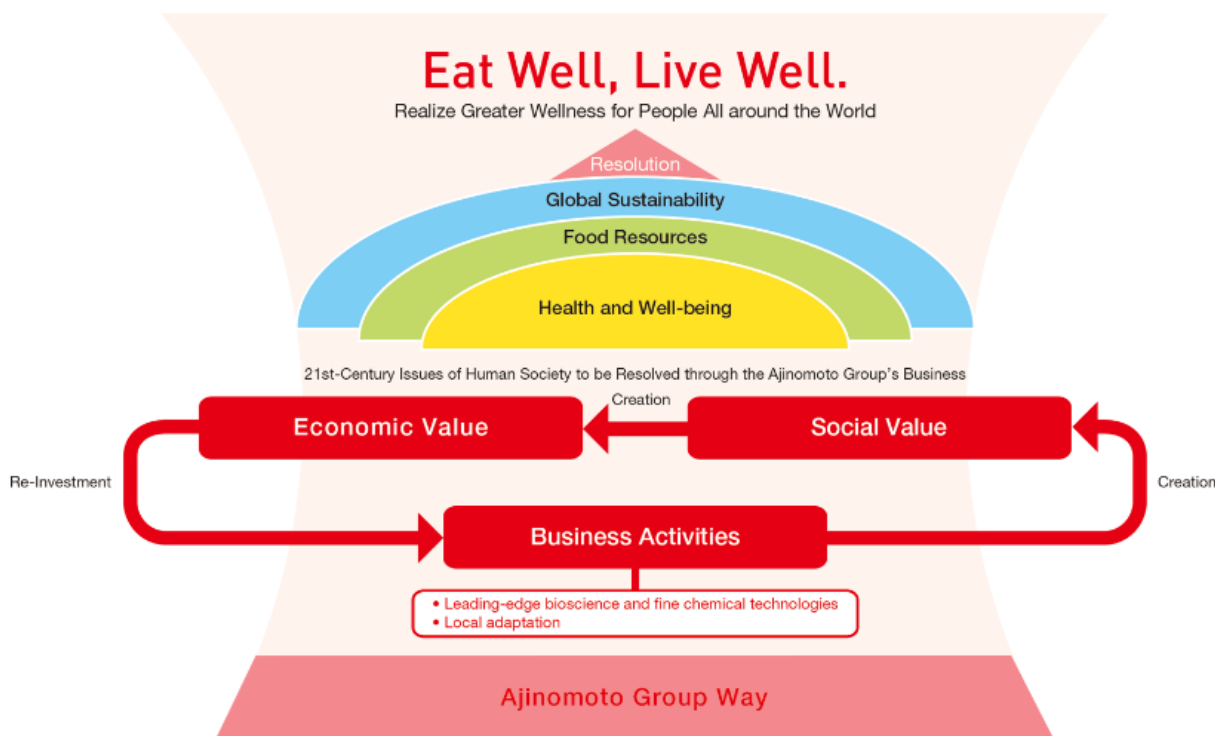 Eat Well, Live Well.
Realize Greater Wellness for People All around the World
Resolution
Global Sustainability
Food Resources
Health and Well-being
21st-Century Issues of Human Society to be Resolved through the Ajinomoto Group's Business
Creation
Economic Value
Social Value
Re-Investment
Creation
Business Activities
• Leading-edge bioscience and fine chemical technologies
• Local adaptation
Ajinomoto Group Way